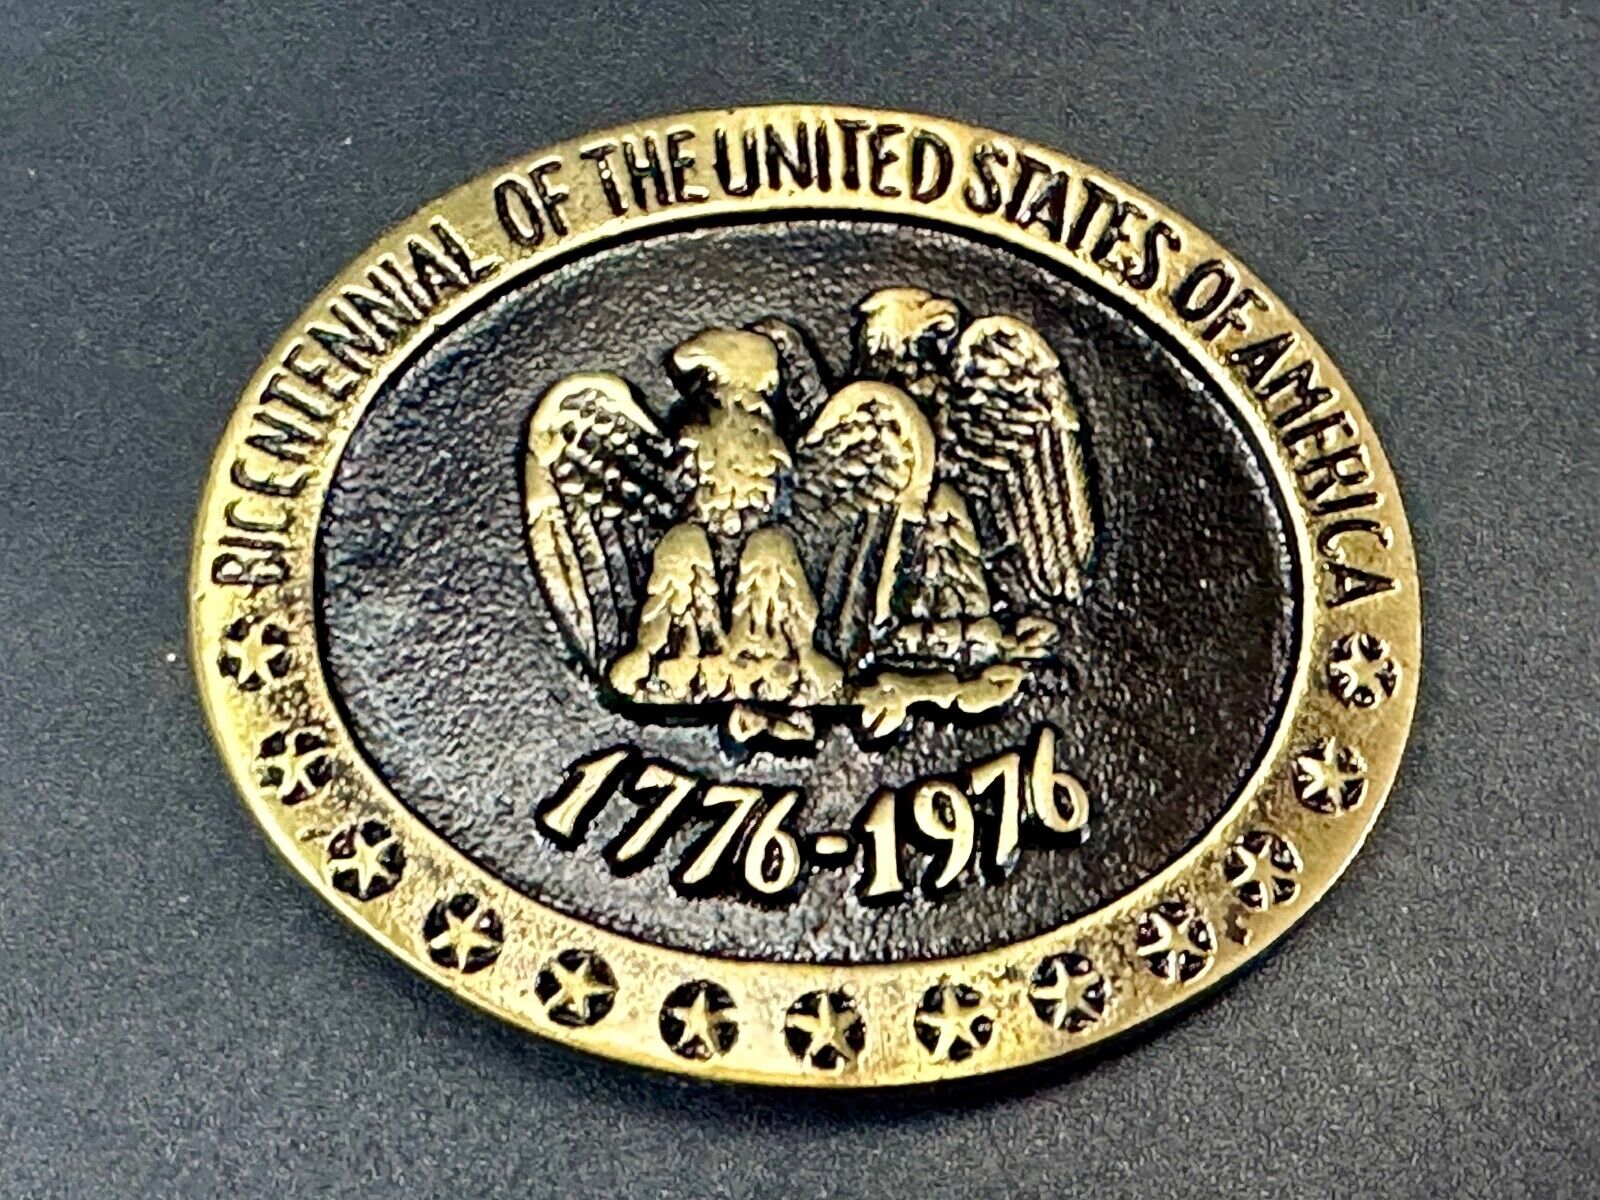 BICENTENNIAL OF THE UNITED STATES OF AMERICA
1776-1976